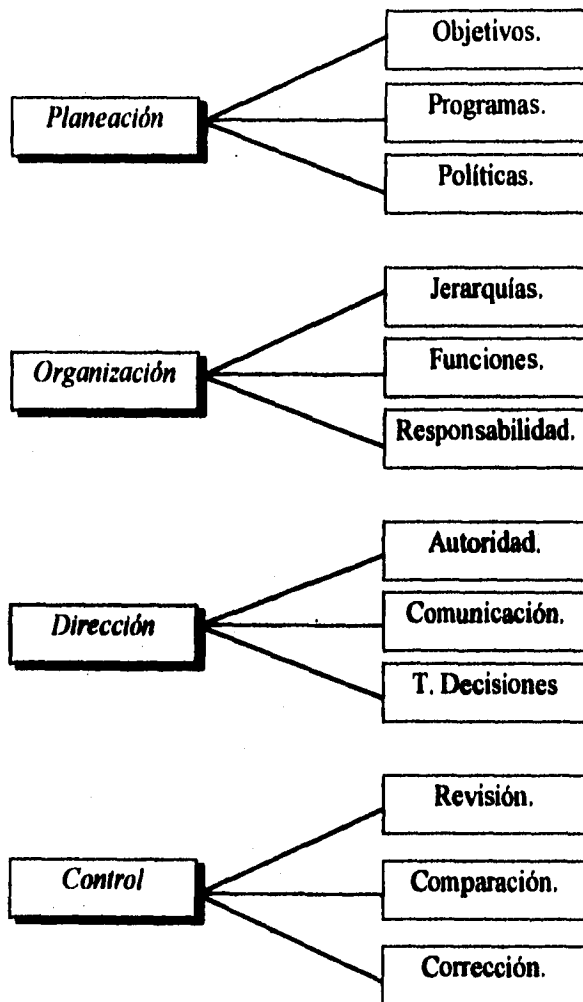 Planeación
Objetivos.
Programas.
Políticas.
Organización
Jerarquías.
Funciones.
Responsabilidad.
Dirección
Autoridad.
Comunicación.
T. Decisiones
Control
Revisión.
Comparación.
Corrección.